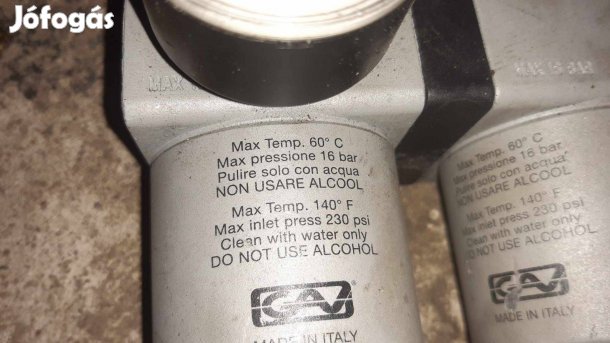 Jófogás
MAX
Max Temp. 60° C
Max pressione 16 bar
Pulire solo con acqua
NON USARE ALCOOL
Max Temp. 140° F
Max inlet press 230 psi
Clean with water only
DO NOT USE ALCOHOL
GAV
MADE IN ITALY
MAX 16 BAR
Max Temp. 60° C
Max pressione 16 bar
Pulire solo con acqua
NON USARE ALCOOL
Max Temp. 140° F
Max inlet press 230 psi
Clean with water only
DO NOT USE ALCOHOL
GAV
MADE IN ITALY